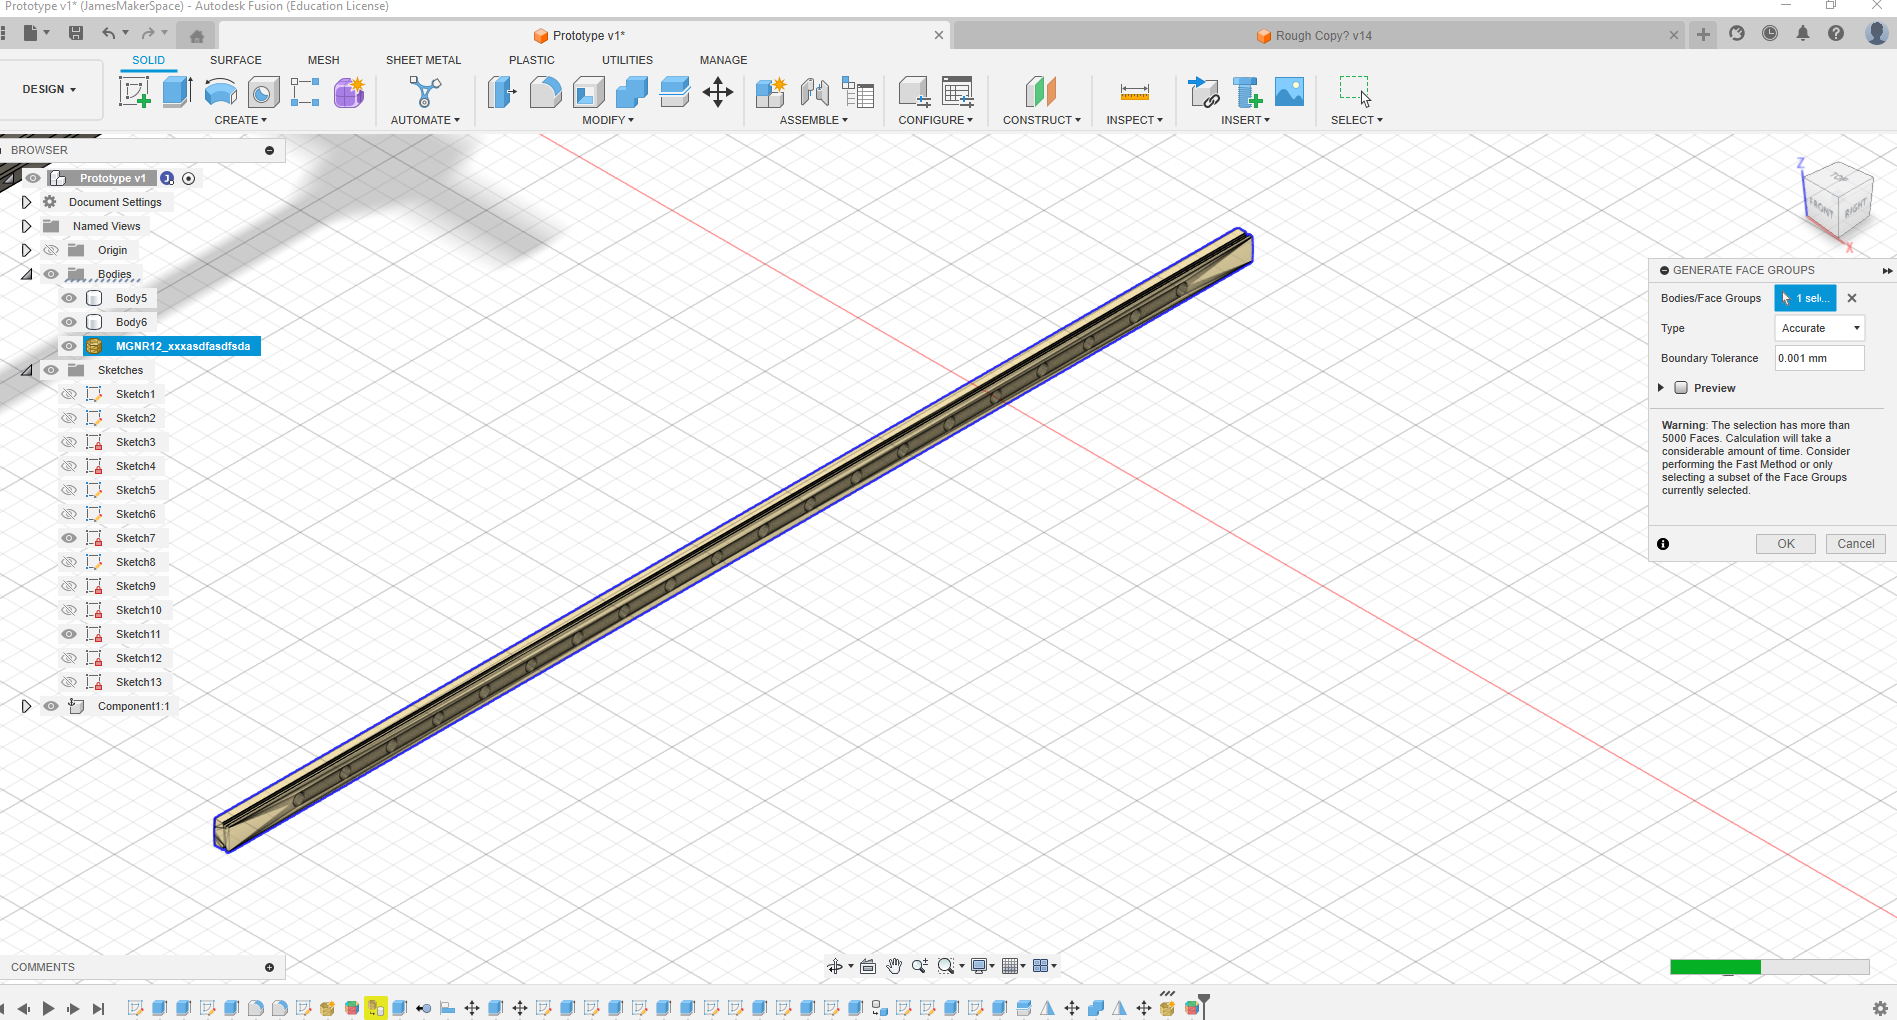 Prototype v1* (JamesMakerSpace) - Autodesk Fusion (Education License)
Prototype v1*
Rough Copy? v14
SOLID
SURFACE
MESH
SHEET METAL
PLASTIC
UTILITIES
MANAGE
DESIGN
CREATE
AUTOMATE
MODIFY
ASSEMBLE
CONFIGURE
CONSTRUCT
INSPECT
INSERT
SELECT
BROWSER
Prototype v1
Document Settings
Named Views
Origin
Bodies
Body5
Body6
MGNR12_xxxasdfasdfsda
Sketches
Sketch1
Sketch2
Sketch3
Sketch4
Sketch5
Sketch6
Sketch7
Sketch8
Sketch9
Sketch10
Sketch11
Sketch12
Sketch13
Component1:1
Z
TOP
FRONT
RIGHT
X
GENERATE FACE GROUPS
Bodies/Face Groups
1 sele...
Type
Accurate
Boundary Tolerance
0.001 mm
Preview
Warning: The selection has more than
5000 Faces. Calculation will take a
considerable amount of time. Consider
performing the Fast Method or only
selecting a subset of the Face Groups
currently selected.
OK
Cancel
COMMENTS